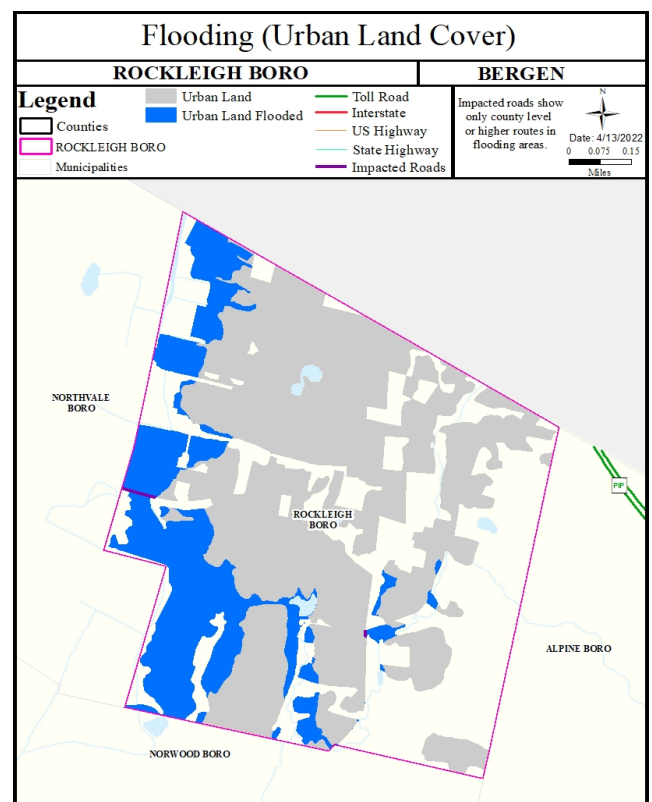 Flooding (Urban Land Cover)
ROCKLEIGH BORO
BERGEN
Legend
Counties
ROCKLEIGH BORO
Municipalities
Urban Land
Urban Land Flooded
Toll Road
Interstate
US Highway
State Highway
Impacted Roads
Impacted roads show
only county level
or higher routes in
flooding areas.
N
Date: 4/13/2022
0 0.075 0.15
Miles
NORTHVALE
BORO
PIP
ROCKLEIGH
BORO
ALPINE BORO
NORWOOD BORO